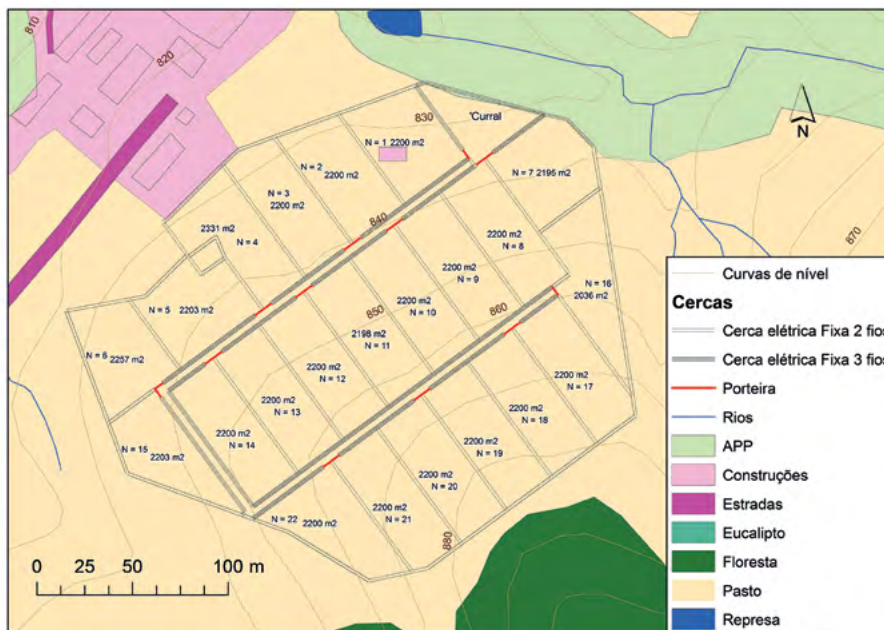 810
820
830
'Curral
N = 1 2200 m2
N = 2
2200 m2
N = 3
2200 m2
N = 7 2195 m2
2331 m2
N = 4
840
2200 m2
N = 8
870
2200 m2
N = 9
N = 16
2036 m2
N = 5
2203 m2
2200 m2
N = 10
850
860
2198 m2
N = 11
N = 6
2257 m2
2200 m2
N = 12
2200 m2
N = 17
2200 m2
N = 13
2200 m2
N = 18
2200 m2
N = 14
2200 m2
N = 19
N = 15
2203 m2
2200 m2
N = 20
N = 22
2200 m2
2200 m2
N = 21
880
N
0 25 50 100 m
Curvas de nível
Cercas
Cerca elétrica Fixa 2 fios
Cerca elétrica Fixa 3 fios
Porteira
Rios
APP
Construções
Estradas
Eucalipto
Floresta
Pasto
Represa